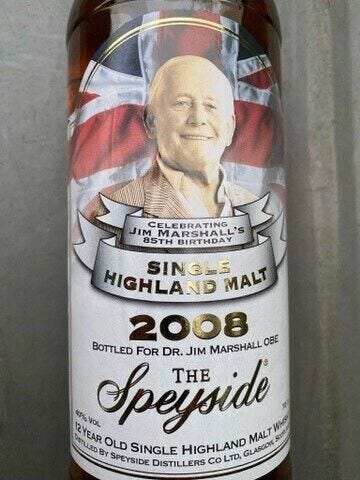 CELEBRATING
JIM MARSHALL'S
85TH BIRTHDAY
SINGLE
HIGHLAND MALT
2008
BOTTLED FOR DR. JIM MARSHALL OBE
THE
Speyside®
40% VOL
12 YEAR OLD SINGLE HIGHLAND MALT
DISTILLED BY SPEYSIDE DISTILLERS CO LTD, GLASGOW,